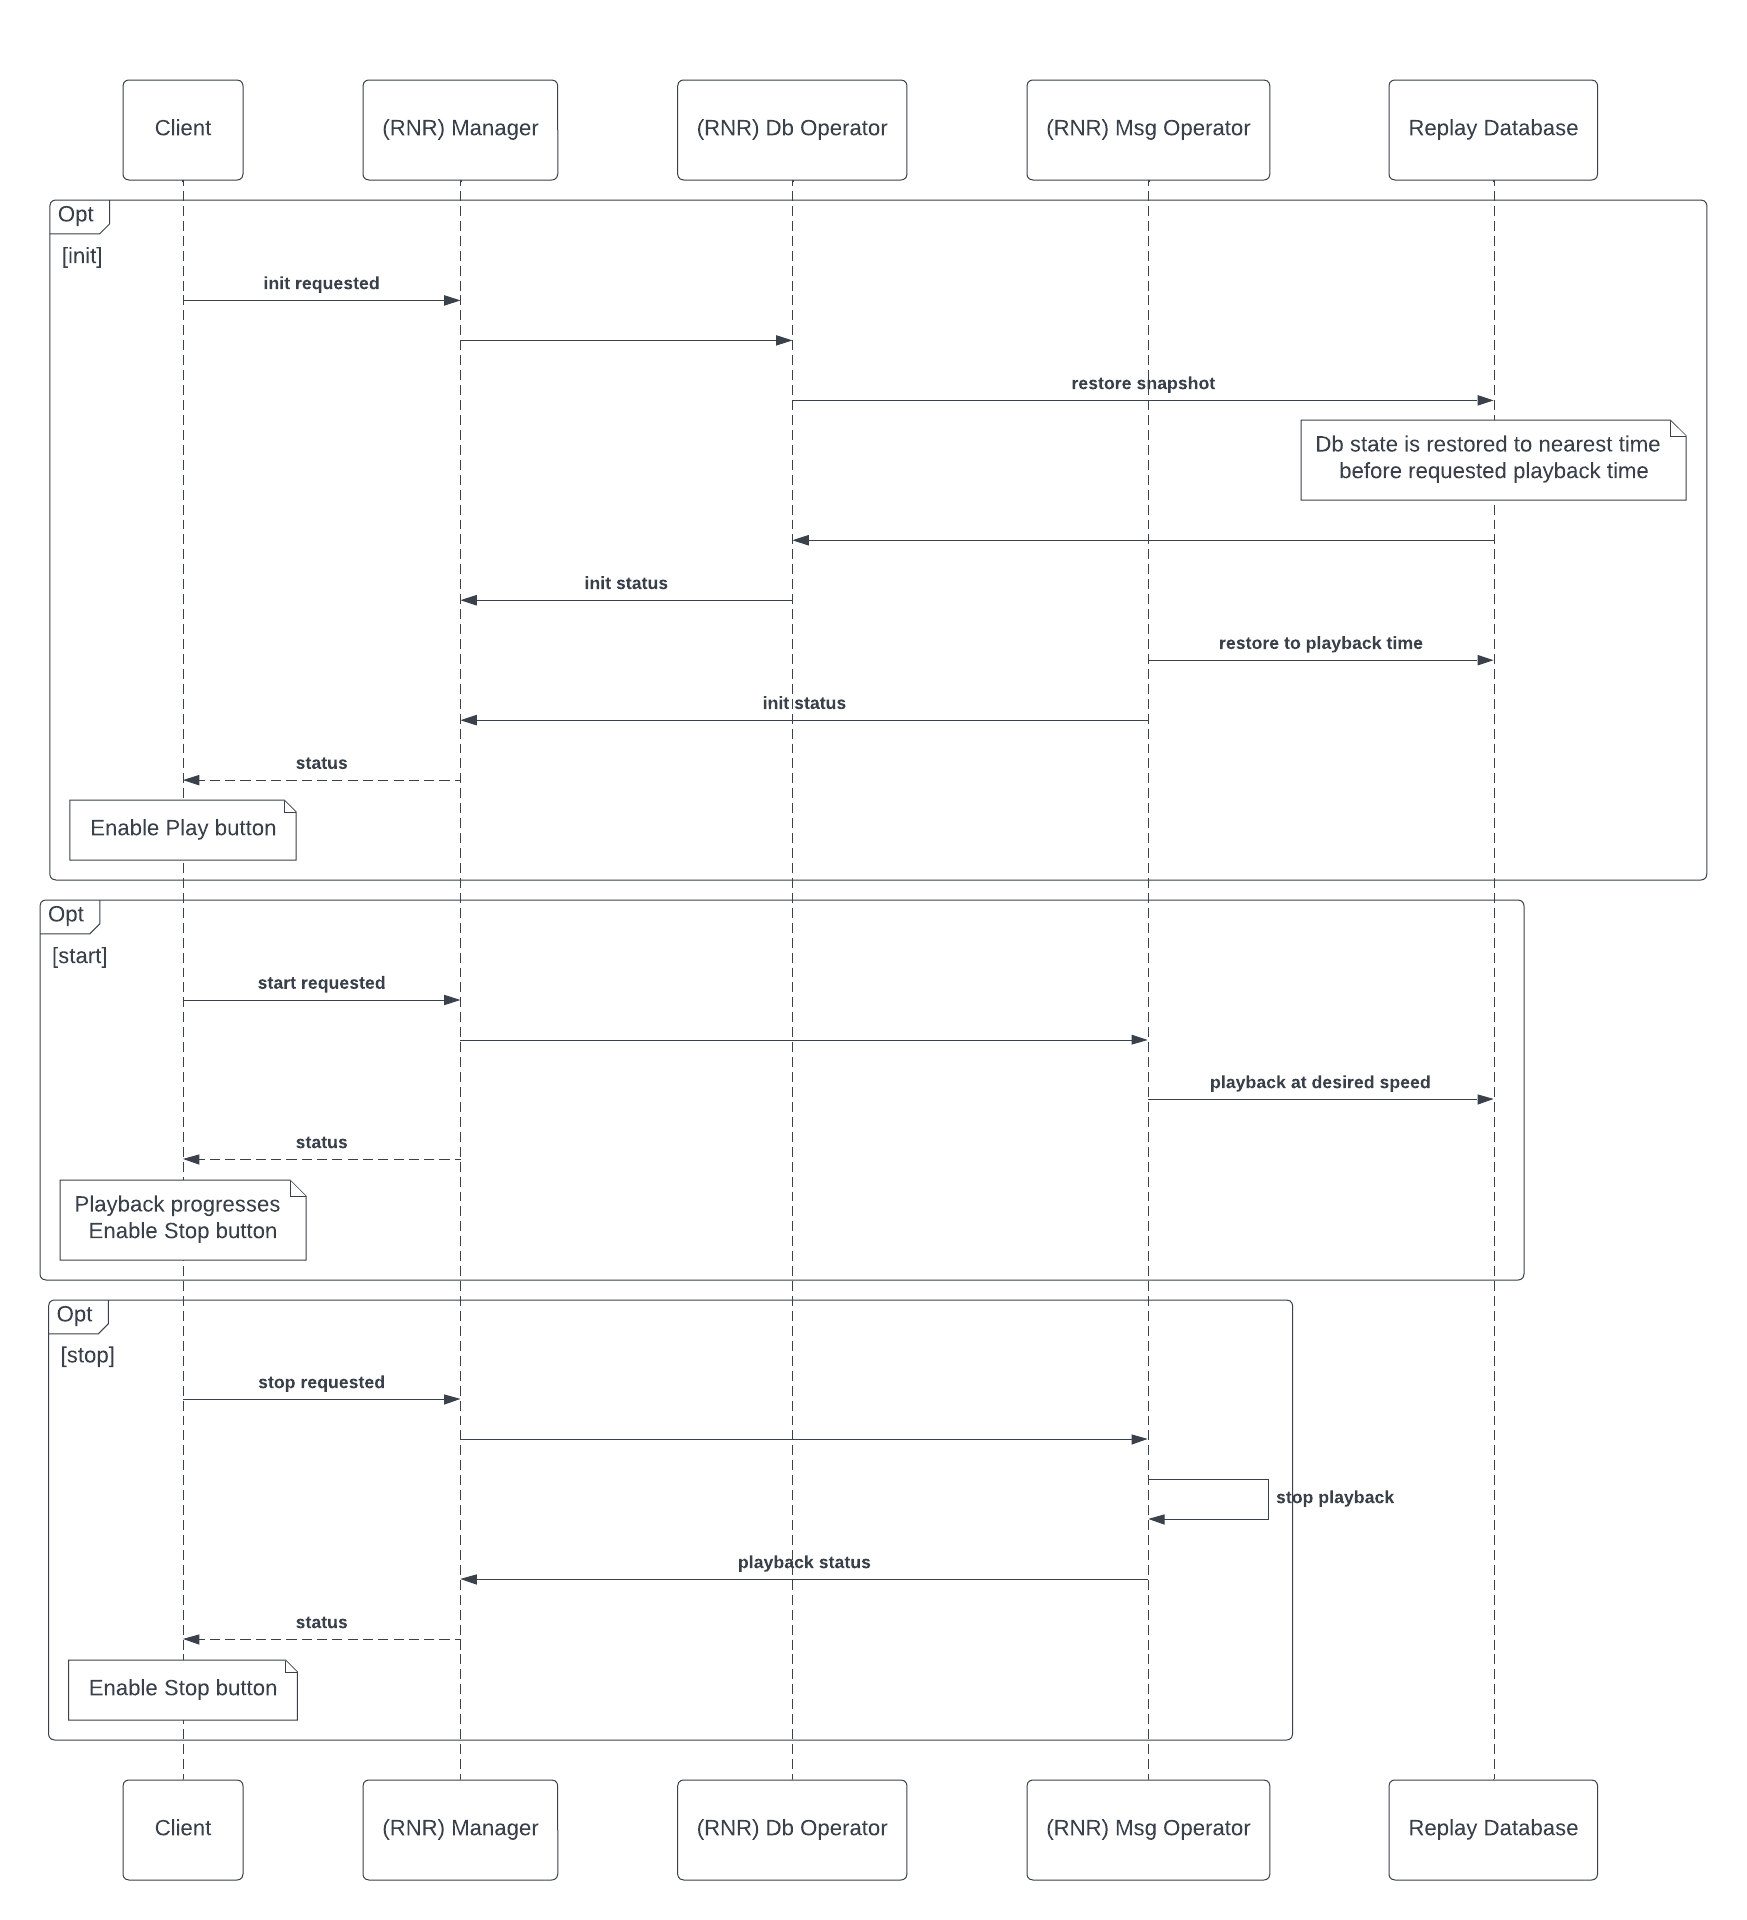 Client
(RNR) Manager
(RNR) Db Operator
(RNR) Msg Operator
Replay Database
Opt
[init]
init requested
restore snapshot
Db state is restored to nearest time
before requested playback time
init status
restore to playback time
init status
status
Enable Play button
Opt
[start]
start requested
playback at desired speed
status
Playback progresses
Enable Stop button
Opt
[stop]
stop requested
stop playback
playback status
status
Enable Stop button
Client
(RNR) Manager
(RNR) Db Operator
(RNR) Msg Operator
Replay Database